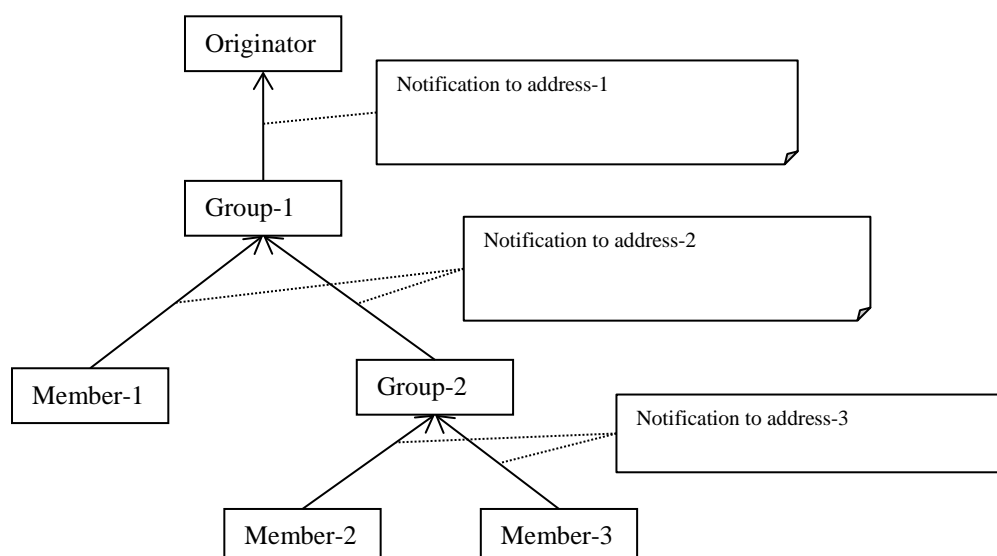 Originator
Notification to address-1
Group-1
Notification to address-2
Member-1
Group-2
Notification to address-3
Member-2
Member-3